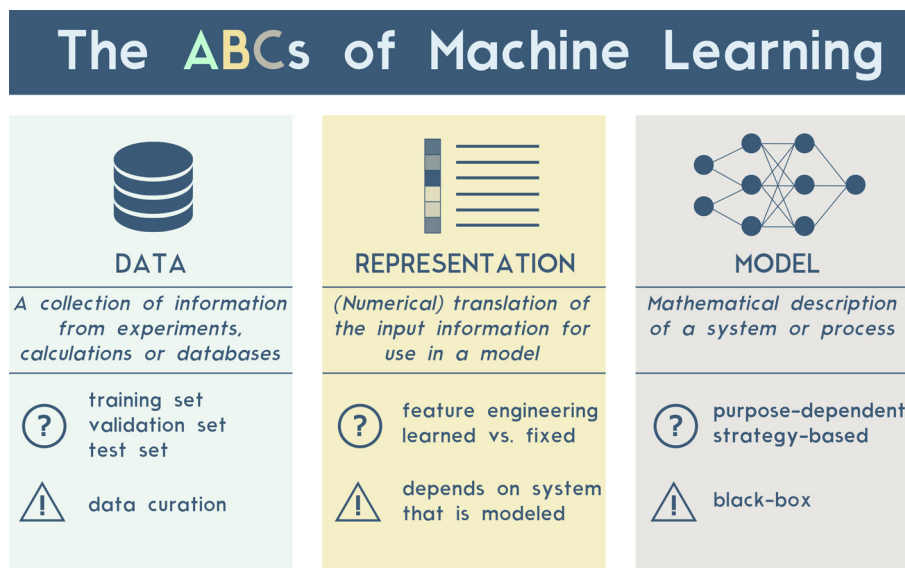 The ABCs of Machine Learning
DATA
A collection of information
from experiments,
calculations or databases
?
training set
validation set
test set
!
data curation
REPRESENTATION
(Numerical) translation of
the input information for
use in a model
?
feature engineering
learned vs. fixed
!
depends on system
that is modeled
MODEL
Mathematical description
of a system or process
?
purpose-dependent
strategy-based
!
black-box